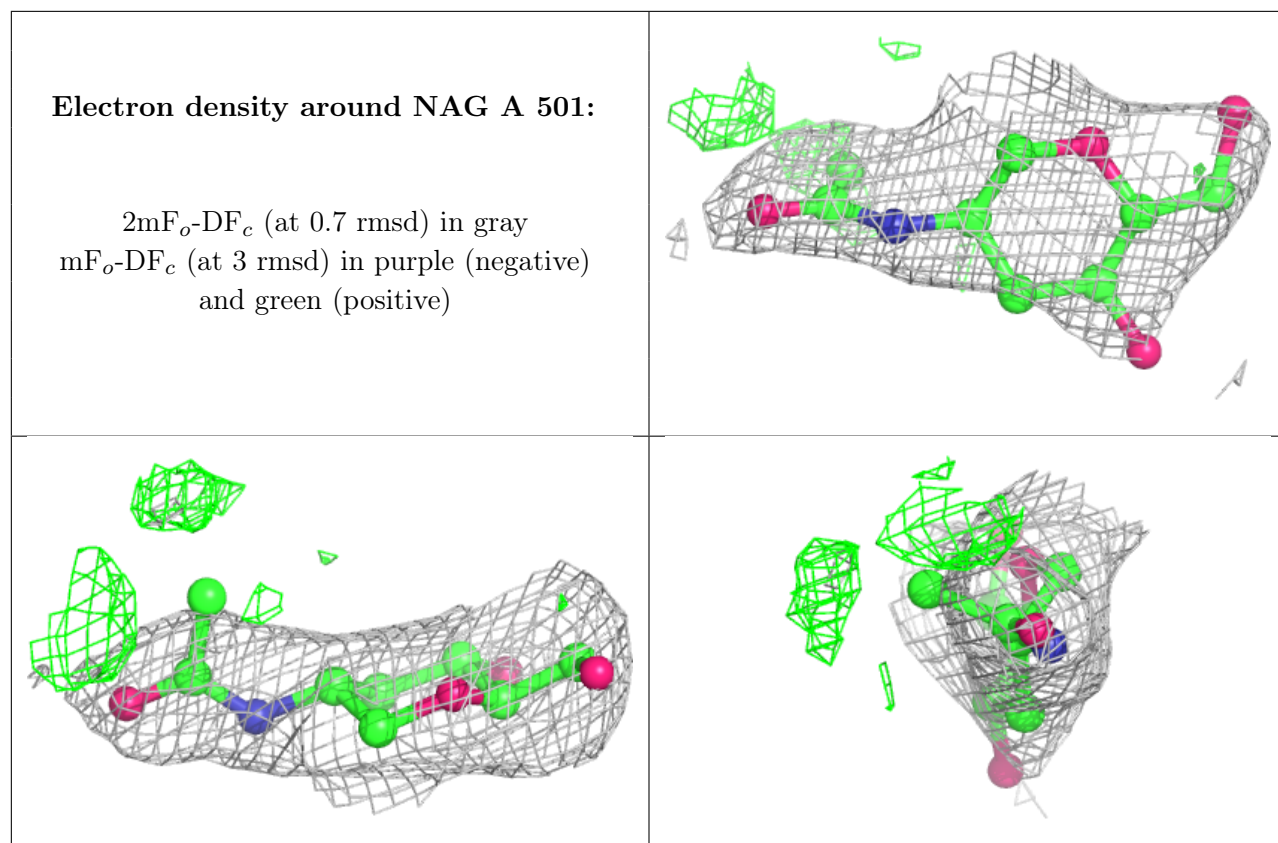 Electron density around NAG A 501:
2mFo-DFc (at 0.7 rmsd) in gray
mFo-DFc (at 3 rmsd) in purple (negative)
and green (positive)